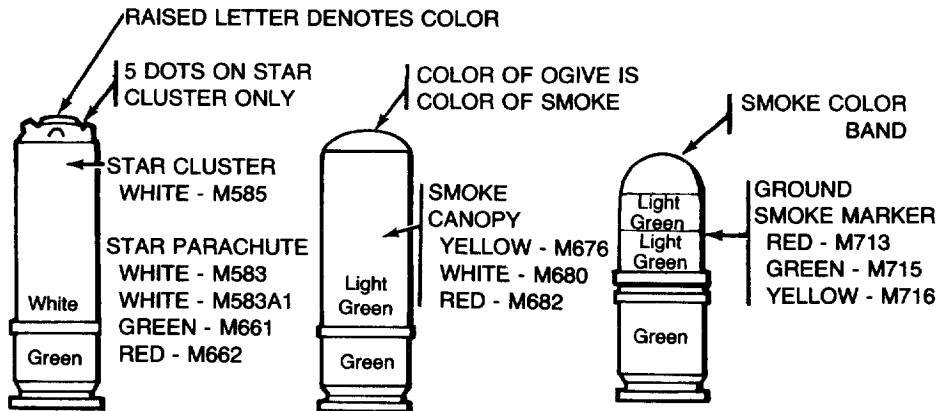 RAISED LETTER DENOTES COLOR
5 DOTS ON STAR
CLUSTER ONLY
STAR CLUSTER
WHITE - M585
STAR PARACHUTE
WHITE - M583
WHITE - M583A1
GREEN - M661
RED - M662
White
Green
COLOR OF OGIVE IS
COLOR OF SMOKE
SMOKE
CANOPY
YELLOW - M676
WHITE - M680
RED - M682
Light
Green
Green
SMOKE COLOR
BAND
GROUND
SMOKE MARKER
RED - M713
GREEN - M715
YELLOW - M716
Light
Green
Light
Green
Green